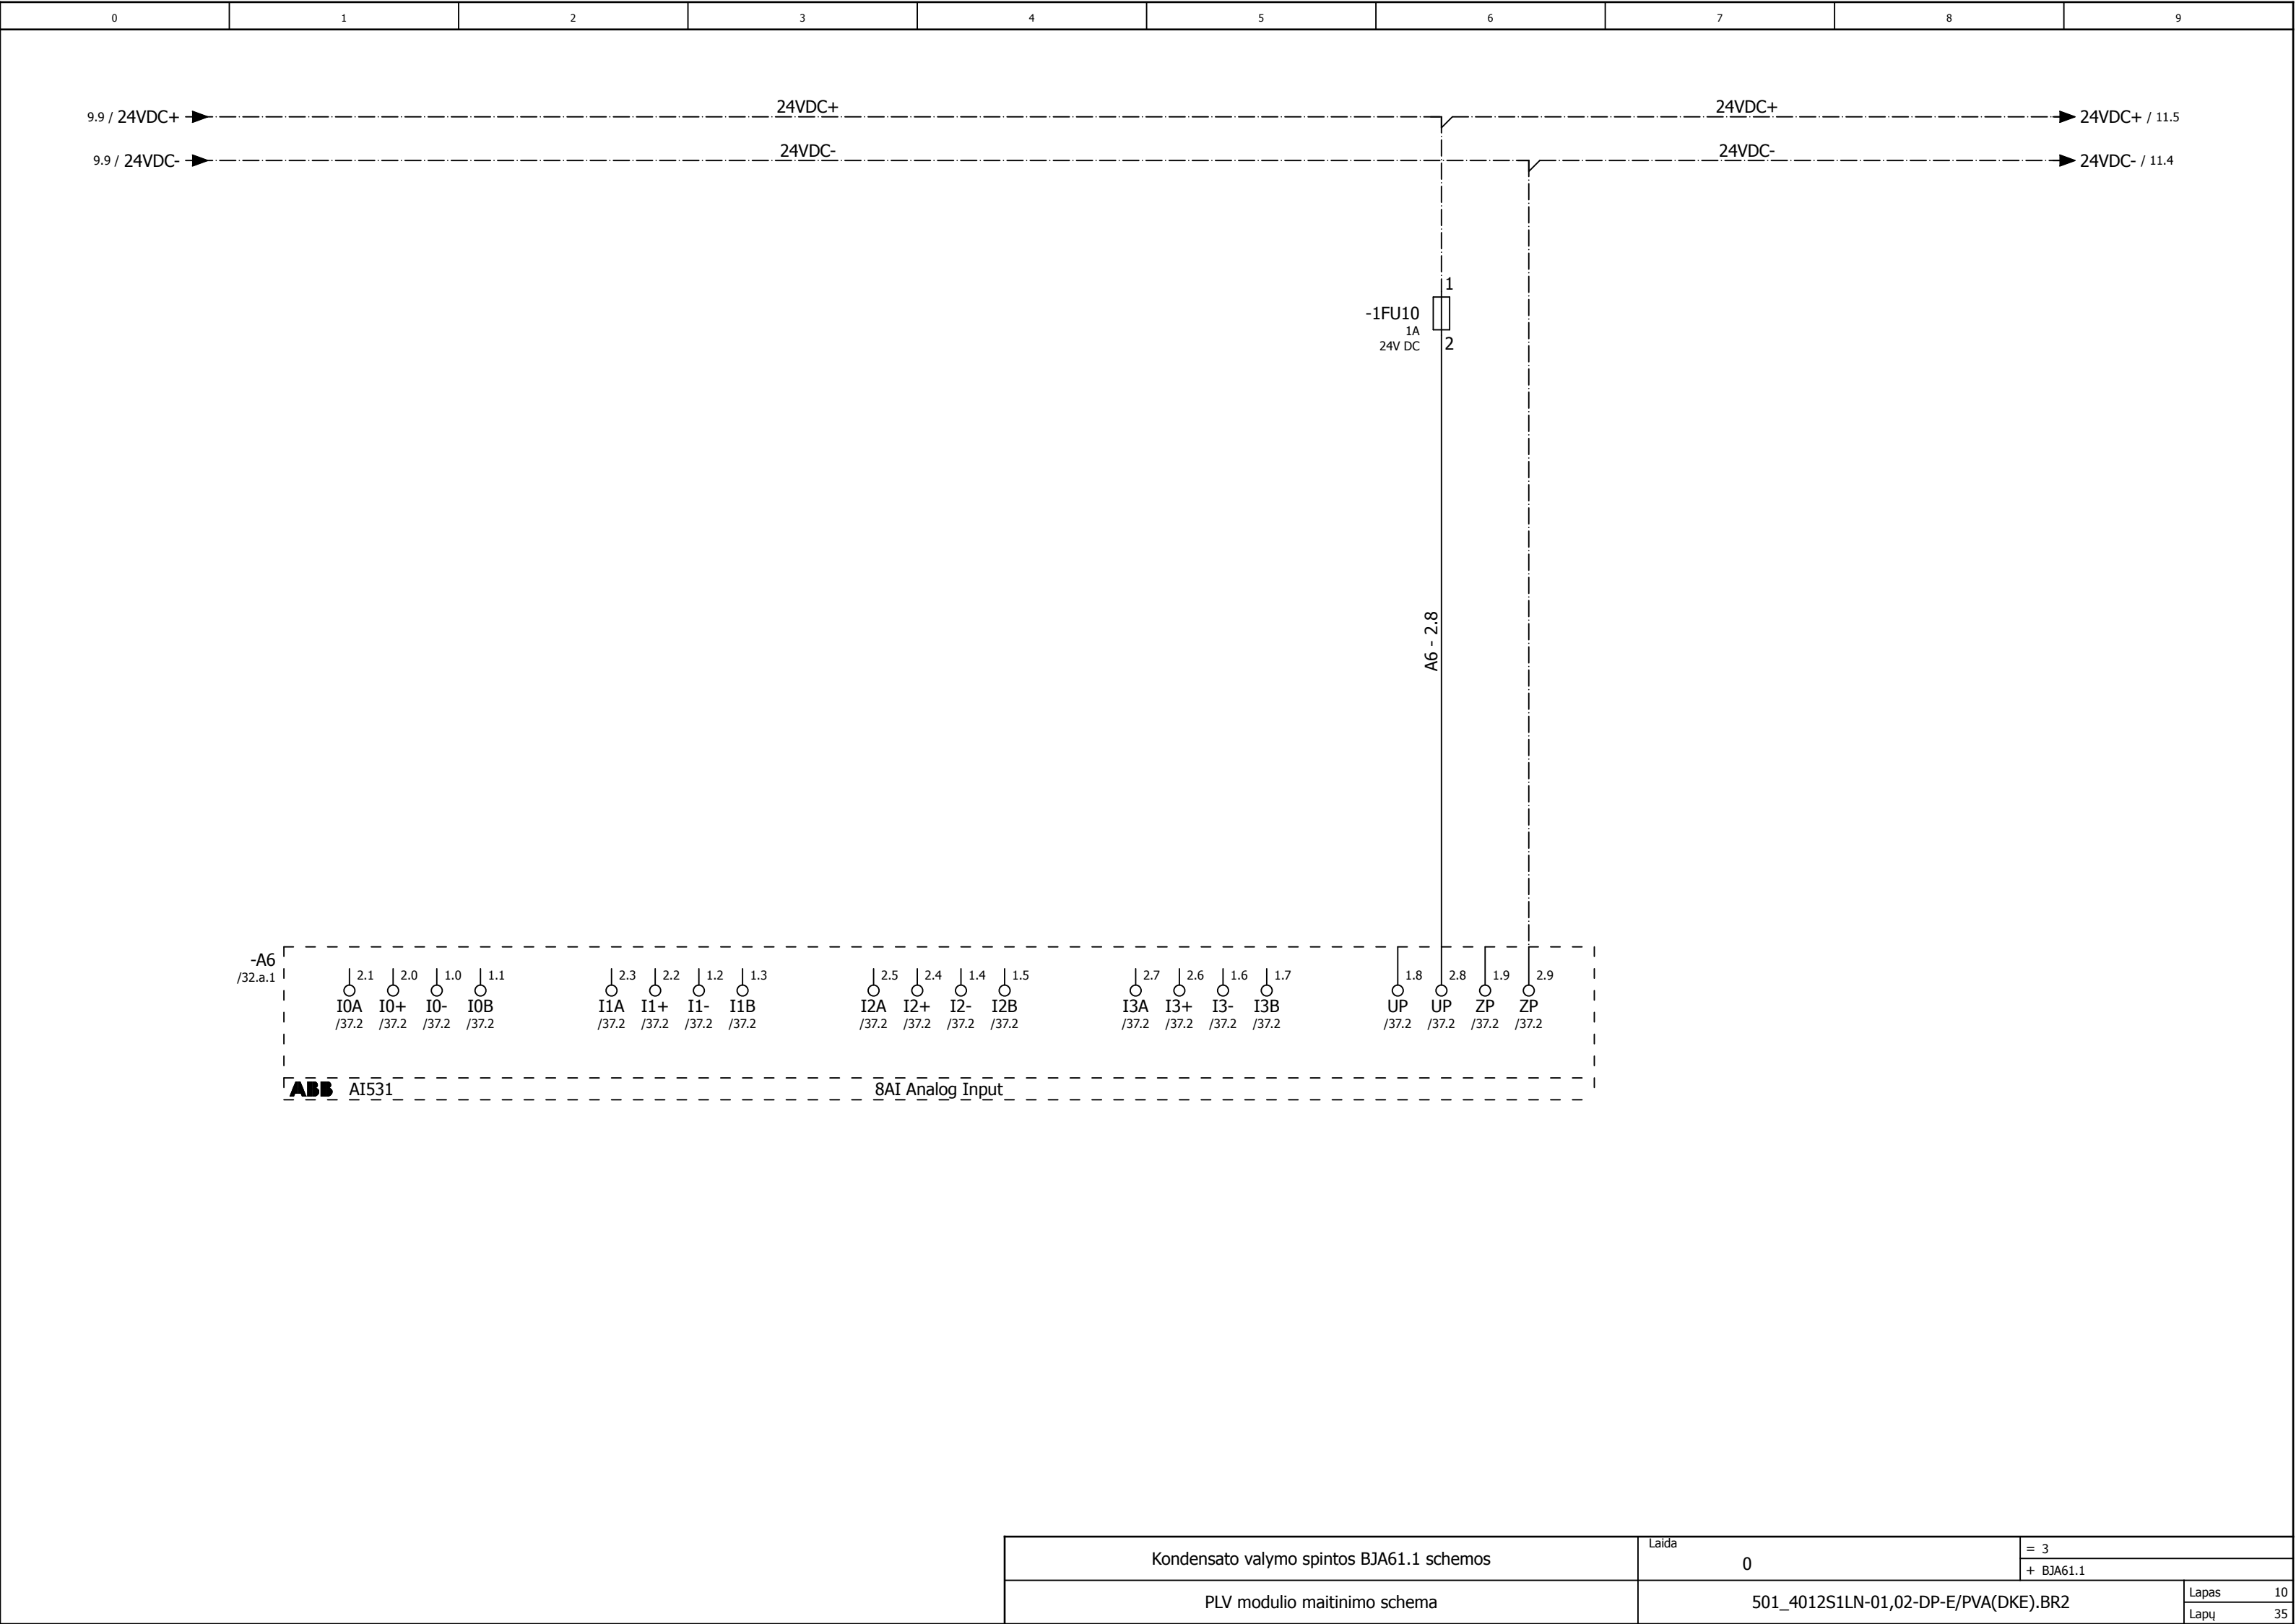 0 1 2 3 4 5 6 7 8 9
24VDC+ 24VDC+
9.9 / 24VDC+ 24VDC+ / 11.5
24VDC- 24VDC-
9.9 / 24VDC- 24VDC- / 11.4
1
-1FU10
1A
24V DC 2
A6 - 2.8
-A6
/32.a.1
2.1 2.0 1.0 1.1 2.3 2.2 1.2 1.3 2.5 2.4 1.4 1.5 2.7 2.6 1.6 1.7 1.8 2.8 1.9 2.9
I0A I0+ I0- I0B I1A I1+ I1- I1B I2A I2+ I2- I2B I3A I3+ I3- I3B UP UP ZP ZP
/37.2 /37.2 /37.2 /37.2 /37.2 /37.2 /37.2 /37.2 /37.2 /37.2 /37.2 /37.2 /37.2 /37.2 /37.2 /37.2 /37.2 /37.2 /37.2 /37.2
ABB AI531 8AI Analog Input
Kondensato valymo spintos BJA61.1 schemos
Laida
0
= 3
+ BJA61.1
PLV modulio maitinimo schema
501_4012S1LN-01,02-DP-E/PVA(DKE).BR2
Lapas 10
Lapų 35